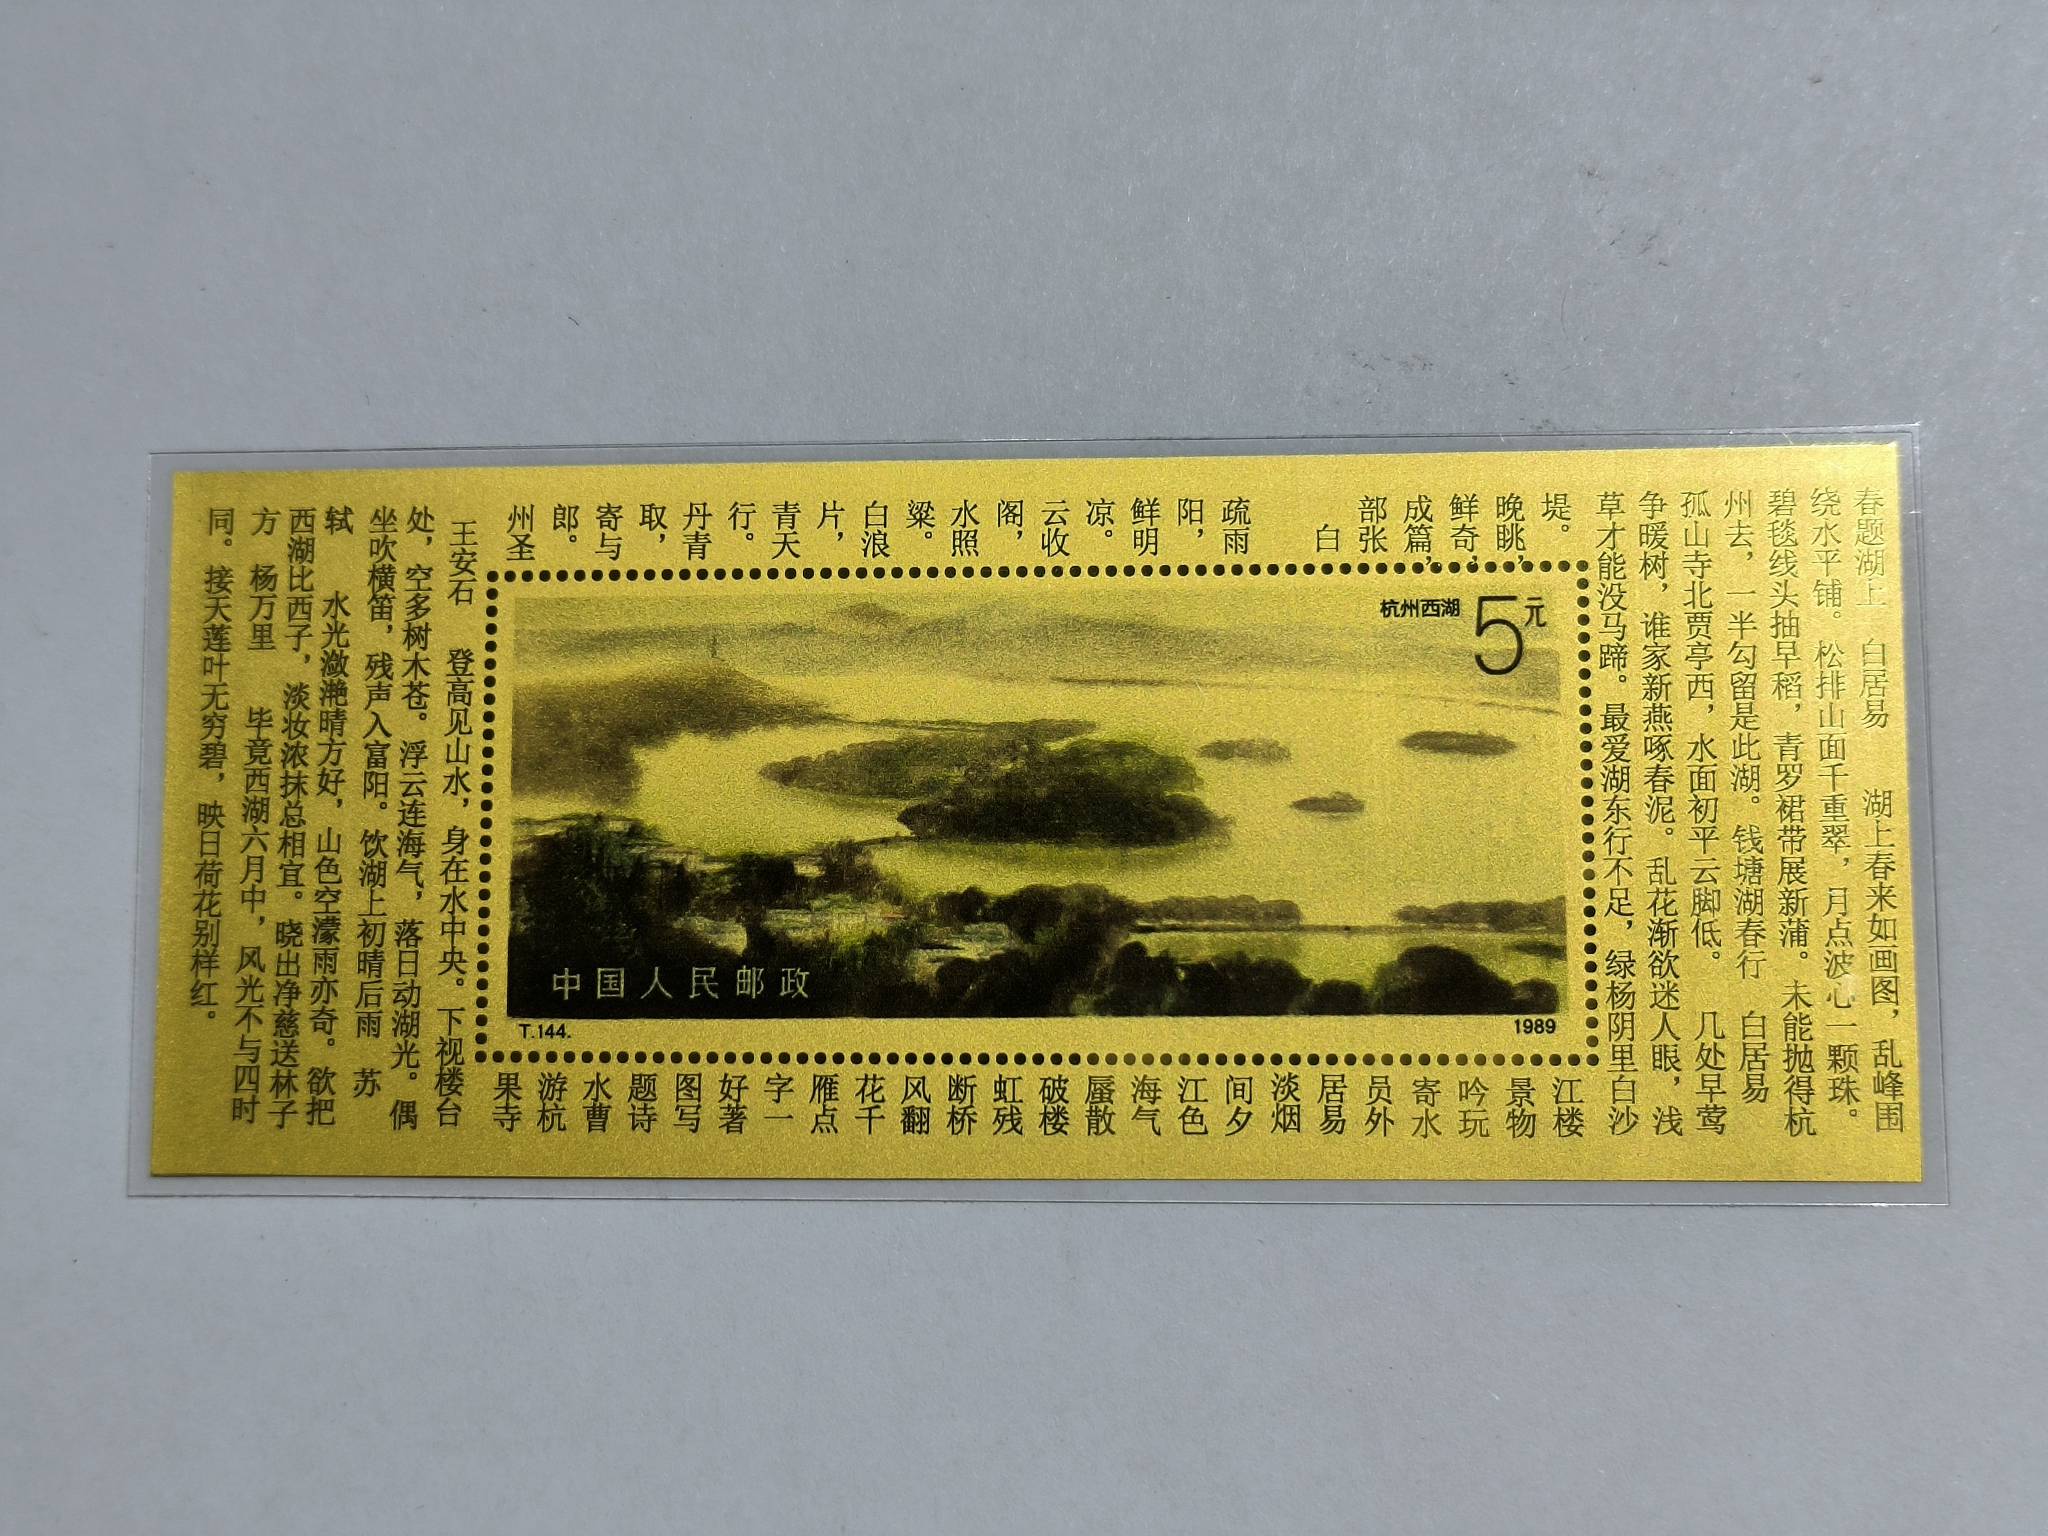 春题湖上 白居易 湖上春来如画图，乱峰围
绕水平铺。松排山面千重翠，月点波心一颗珠。
碧毯线头抽早稻，青罗裙带展新蒲。未能抛得杭
州去，一半勾留是此湖。钱塘湖春行 白居易
孤山寺北贾亭西，水面初平云脚低。几处早莺
争暖树，谁家新燕啄春泥。乱花渐欲迷人眼，浅
草才能没马蹄。最爱湖东行不足，绿杨阴里白沙
堤。 江楼
晚眺， 景物
鲜奇， 吟玩
成篇， 寄水
部张 员外
白 居易
淡烟
疏雨 间夕
阳， 江色
鲜明 海气
凉。 蜃散
云收 破楼
阁， 虹残
水照 断桥
梁。 风翻
白浪 花千
片， 雁点
青天 字一
行。 好著
丹青 图写
取， 题诗
寄与 水曹
郎。 游杭
州圣 果寺
王安石 登高见山水，身在水中央。下视楼台
处，空多树木苍。浮云连海气，落日动湖光。偶
坐吹横笛，残声入富阳。饮湖上初晴后雨 苏
轼 水光潋滟晴方好，山色空濛雨亦奇。欲把
西湖比西子，淡妆浓抹总相宜。晓出净慈送林子
方 杨万里 毕竟西湖六月中，风光不与四时
同。接天莲叶无穷碧，映日荷花别样红。
杭州西湖 5元
中国人民邮政
T.144. 1989